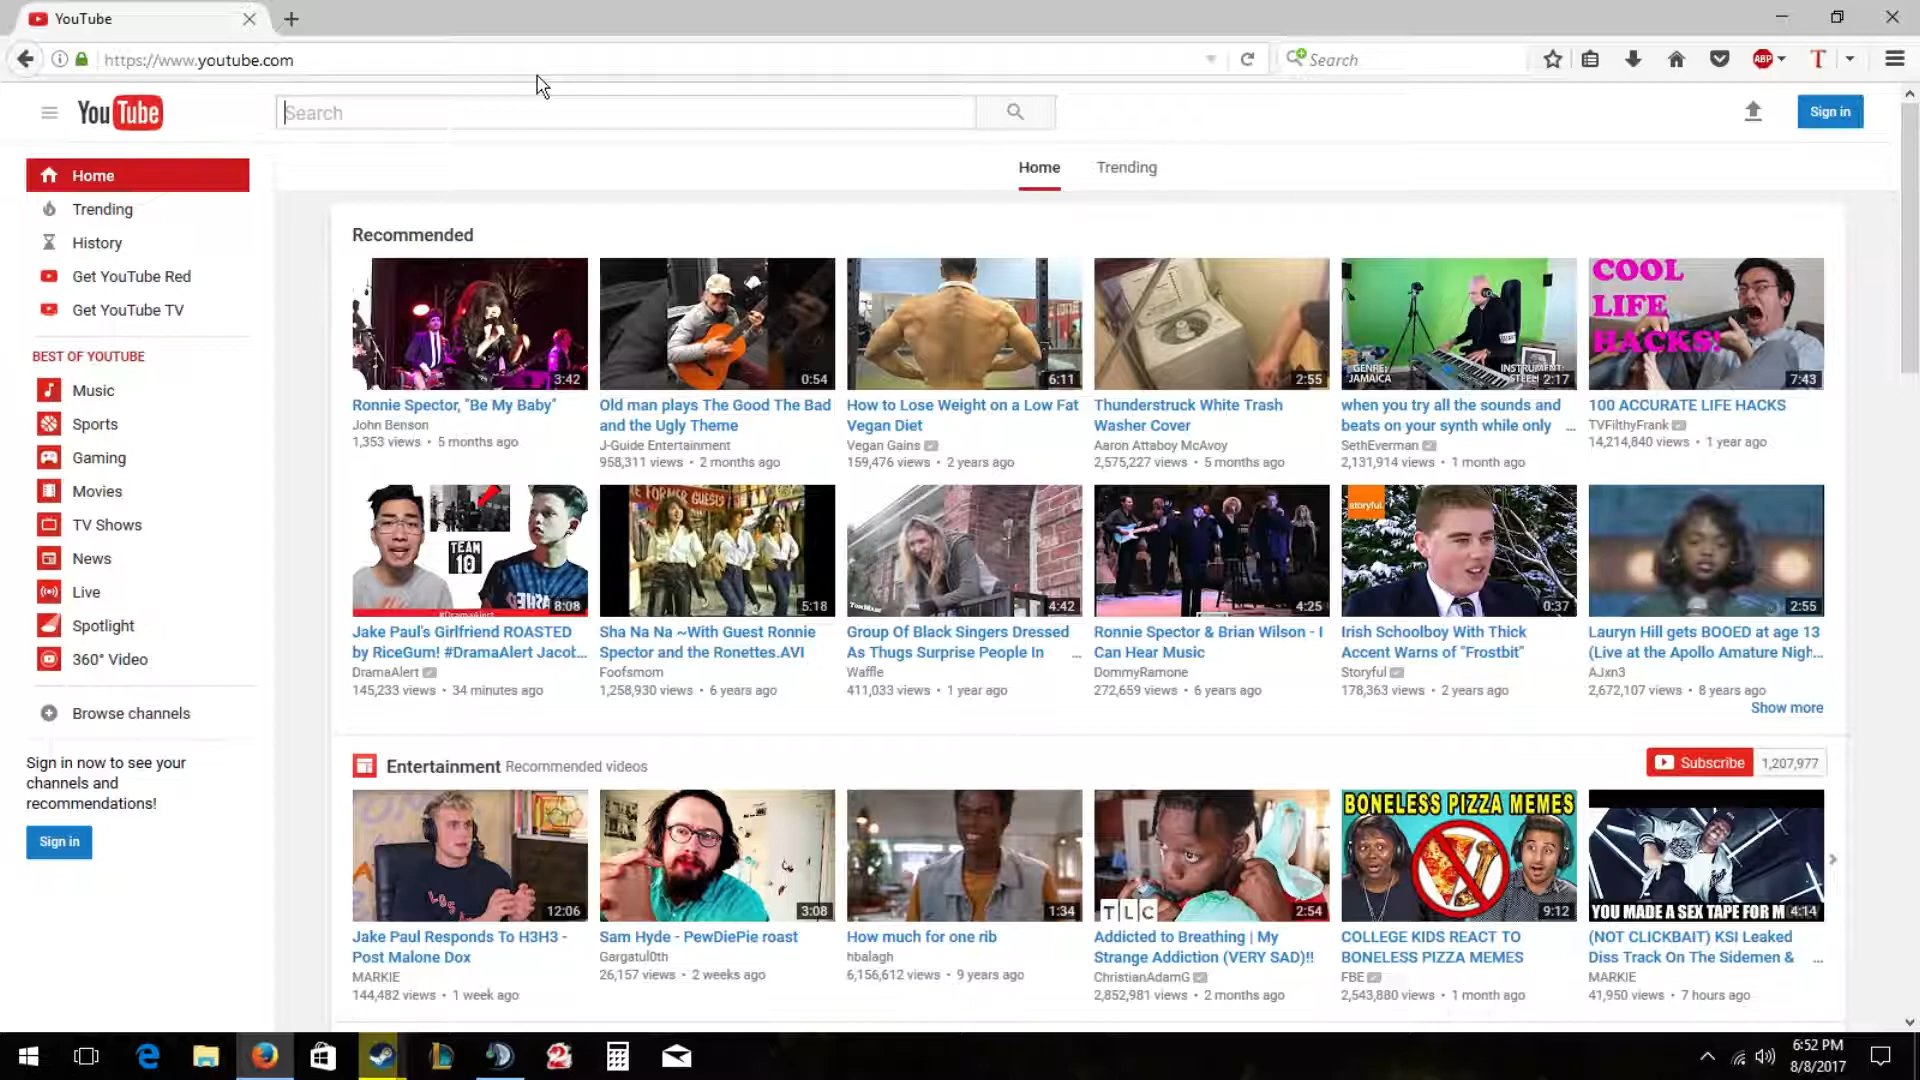 YouTube
https://www.youtube.com
Search
ABP
T
YouTube
Search
Sign in
Home
Trending
Home
Trending
History
Get YouTube Red
Get YouTube TV
BEST OF YOUTUBE
Music
Sports
Gaming
Movies
TV Shows
News
Live
Spotlight
360° Video
Browse channels
Sign in now to see your
channels and
recommendations!
Sign in
Recommended
3:42
Ronnie Spector, "Be My Baby"
John Benson
1,353 views • 5 months ago
0:54
Old man plays The Good The Bad
and the Ugly Theme
J-Guide Entertainment
958,311 views • 2 months ago
6:11
How to Lose Weight on a Low Fat
Vegan Diet
Vegan Gains
159,476 views • 2 years ago
2:55
Thunderstruck White Trash
Washer Cover
Aaron Attaboy McAvoy
2,575,227 views • 5 months ago
GENRE:
JAMAICA
2:17
when you try all the sounds and
beats on your synth while only ...
SethEverman
2,131,914 views • 1 month ago
COOL
LIFE
HACKS!
7:43
100 ACCURATE LIFE HACKS
TVFilthyFrank
14,214,840 views • 1 year ago
TEAM
10
#DramaAlert
8:08
Jake Paul's Girlfriend ROASTED
by RiceGum! #DramaAlert Jacob...
DramaAlert
145,233 views • 34 minutes ago
FORMER GUESTS
5:18
Sha Na Na ~With Guest Ronnie
Spector and the Ronettes.AVI
Foofsmom
1,258,930 views • 6 years ago
4:42
Group Of Black Singers Dressed
As Thugs Surprise People In ...
Waffle
411,033 views • 1 year ago
4:25
Ronnie Spector & Brian Wilson - I
Can Hear Music
DommyRamone
272,659 views • 6 years ago
storyful
0:37
Irish Schoolboy With Thick
Accent Warns of "Frostbit"
Storyful
178,363 views • 2 years ago
2:55
Lauryn Hill gets BOOED at age 13
(Live at the Apollo Amature Nigh...
AJxn3
2,672,107 views • 8 years ago
Show more
Entertainment Recommended videos
Subscribe 1,207,977
12:06
Jake Paul Responds To H3H3 -
Post Malone Dox
MARKIE
144,482 views • 1 week ago
3:08
Sam Hyde - PewDiePie roast
Gargatul0th
26,157 views • 2 weeks ago
1:34
How much for one rib
hbalagh
6,156,612 views • 9 years ago
TLC
2:54
Addicted to Breathing | My
Strange Addiction (VERY SAD)!!
ChristianAdamG
2,852,981 views • 2 months ago
BONELESS PIZZA MEMES
9:12
COLLEGE KIDS REACT TO
BONELESS PIZZA MEMES
FBE
2,543,880 views • 1 month ago
YOU MADE A SEX TAPE FOR M
4:14
(NOT CLICKBAIT) KSI Leaked
Diss Track On The Sidemen & ...
MARKIE
41,950 views • 7 hours ago
6:52 PM
8/8/2017